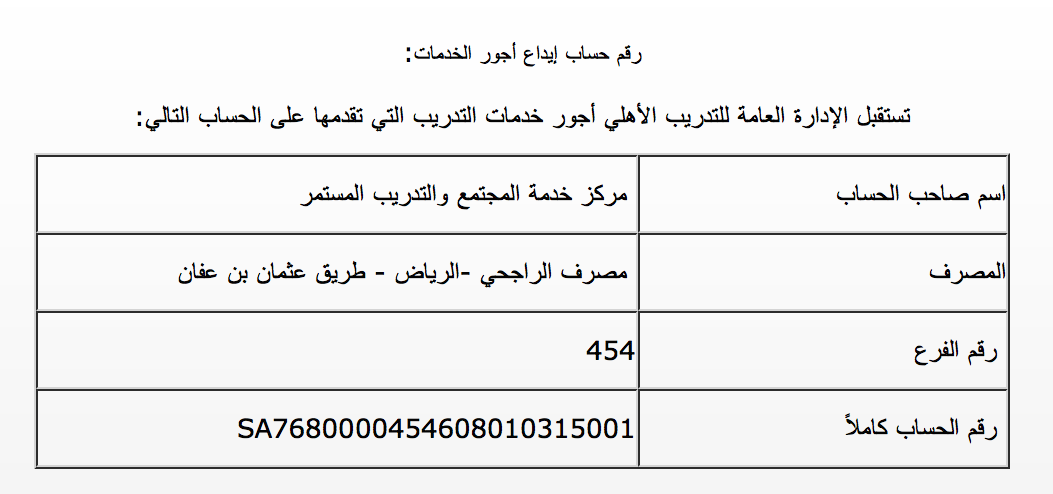 رقم حساب إيداع أجور الخدمات:
تستقبل الإدارة العامة للتدريب الأهلي أجور خدمات التدريب التي تقدمها على الحساب التالي:
اسم صاحب الحساب مركز خدمة المجتمع والتدريب المستمر
المصرف مصرف الراجحي -الرياض - طريق عثمان بن عفان
رقم الفرع 454
رقم الحساب كاملاً SA7680000454608010315001